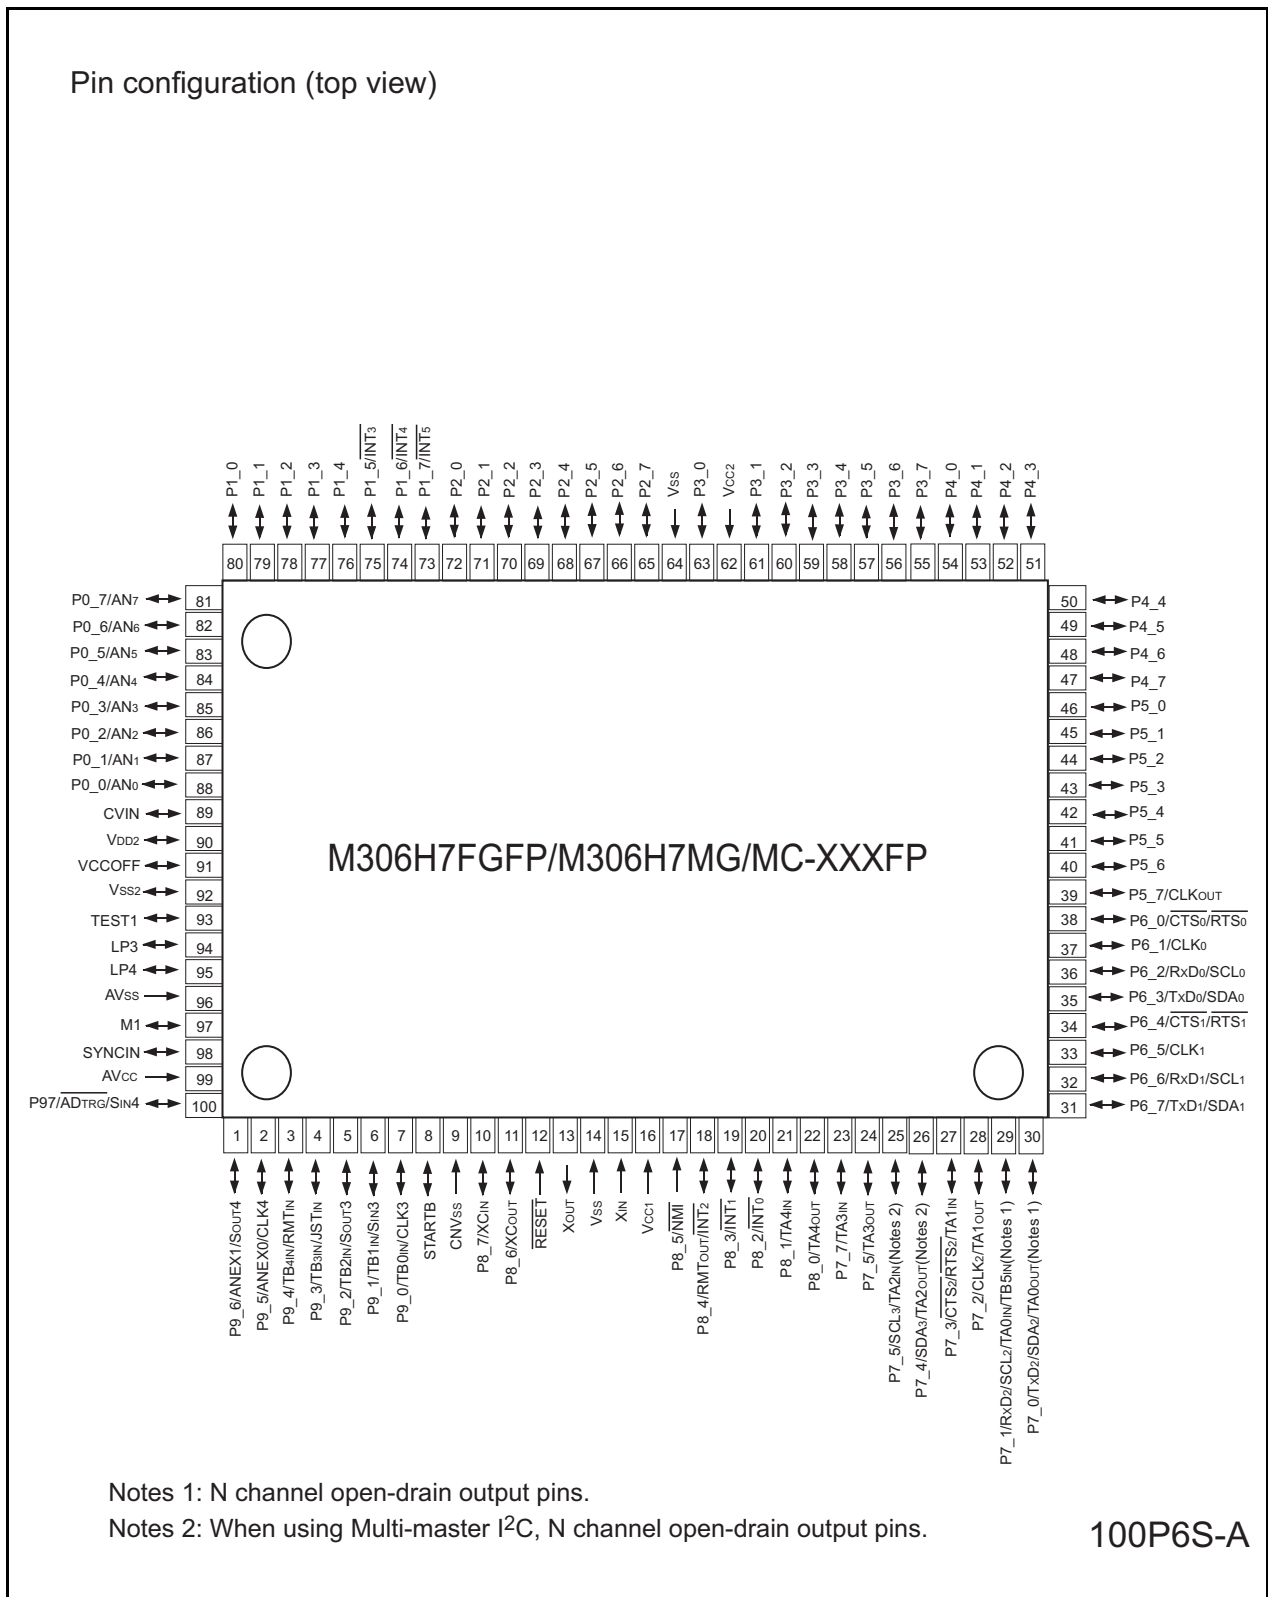 Pin configuration (top view)
P1_0
P1_1
P1_2
P1_3
P1_4
P1_5/INT3
P1_6/INT4
P1_7/INT5
P2_0
P2_1
P2_2
P2_3
P2_4
P2_5
P2_6
P2_7
Vss
P3_0
Vcc2
P3_1
P3_2
P3_3
P3_4
P3_5
P3_6
P3_7
P4_0
P4_1
P4_2
P4_3
80 79 78 77 76 75 74 73 72 71 70 69 68 67 66 65 64 63 62 61 60 59 58 57 56 55 54 53 52 51
P0_7/AN7 81
P0_6/AN6 82
P0_5/AN5 83
P0_4/AN4 84
P0_3/AN3 85
P0_2/AN2 86
P0_1/AN1 87
P0_0/AN0 88
CVIN 89
VDD2 90
VCCOFF 91
Vss2 92
TEST1 93
LP3 94
LP4 95
AVss 96
M1 97
SYNCIN 98
AVcc 99
P97/ADTRG/SIN4 100
M306H7FGFP/M306H7MG/MC-XXXFP
50 P4_4
49 P4_5
48 P4_6
47 P4_7
46 P5_0
45 P5_1
44 P5_2
43 P5_3
42 P5_4
41 P5_5
40 P5_6
39 P5_7/CLKOUT
38 P6_0/CTS0/RTS0
37 P6_1/CLK0
36 P6_2/RxD0/SCL0
35 P6_3/TxD0/SDA0
34 P6_4/CTS1/RTS1
33 P6_5/CLK1
32 P6_6/RxD1/SCL1
31 P6_7/TxD1/SDA1
1 2 3 4 5 6 7 8 9 10 11 12 13 14 15 16 17 18 19 20 21 22 23 24 25 26 27 28 29 30
P9_6/ANEX1/SOUT4
P9_5/ANEX0/CLK4
P9_4/TB4IN/RMTIN
P9_3/TB3IN/JSTIN
P9_2/TB2IN/SOUT3
P9_1/TB1IN/SIN3
P9_0/TB0IN/CLK3
STARTB
CNVss
P8_7/XCIN
P8_6/XCOUT
RESET
XOUT
Vss
XIN
Vcc1
P8_5/NMI
P8_4/RMTOUT/INT2
P8_3/INT1
P8_2/INT0
P8_1/TA4IN
P8_0/TA4OUT
P7_7/TA3IN
P7_5/TA3OUT
P7_5/SCL3/TA2IN(Notes 2)
P7_4/SDA3/TA2OUT(Notes 2)
P7_3/CTS2/RTS2/TA1IN
P7_2/CLK2/TA1OUT
P7_1/RxD2/SCL2/TA0IN/TB5IN(Notes 1)
P7_0/TxD2/SDA2/TA0OUT(Notes 1)
Notes 1: N channel open-drain output pins.
Notes 2: When using Multi-master I2C, N channel open-drain output pins.
100P6S-A